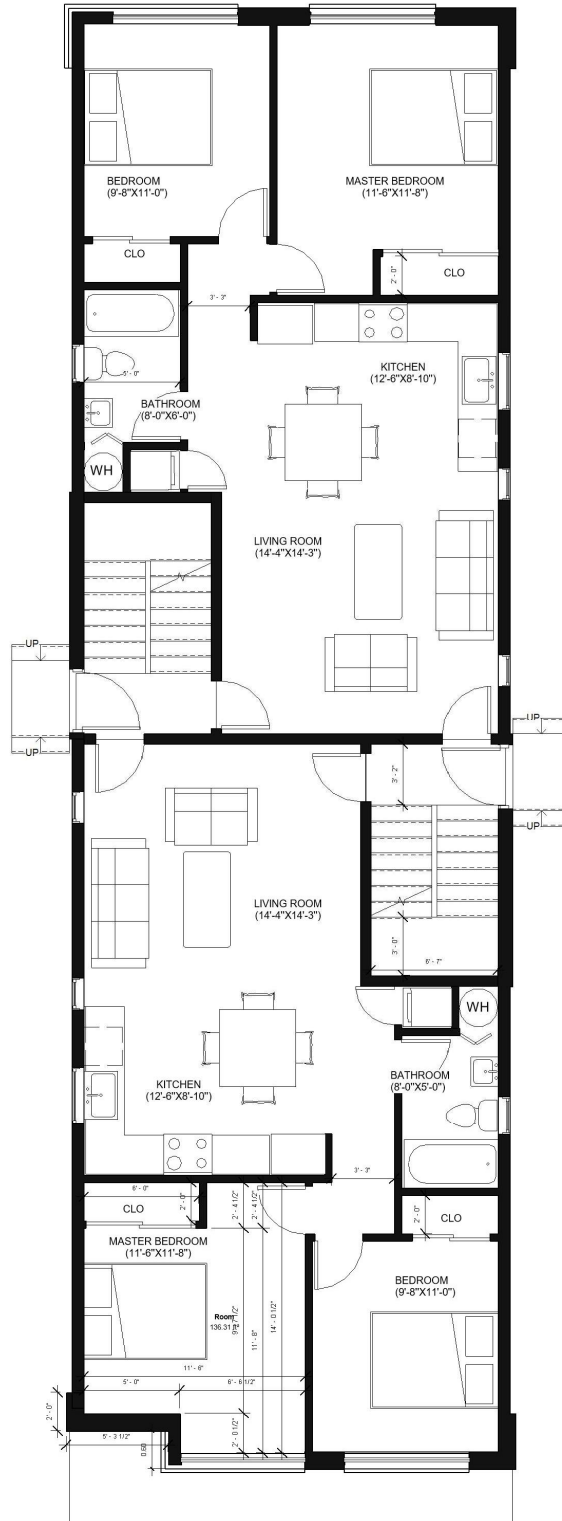 BEDROOM
(9'-8"X11'-0")
MASTER BEDROOM
(11'-6"X11'-8")
CLO
CLO
2' - 0"
3' - 3"
KITCHEN
(12'-6"X8'-10")
5' - 0"
BATHROOM
(8'-0"X6'-0")
WH
LIVING ROOM
(14'-4"X14'-3")
UP
UP
UP
UP
3' - 2"
LIVING ROOM
(14'-4"X14'-3")
3' - 0"
6' - 7"
WH
BATHROOM
(8'-0"X5'-0")
KITCHEN
(12'-6"X8'-10")
3' - 3"
6' - 0"
2' - 0"
CLO
2' - 4 1/2"
2' - 4 1/2"
2' - 0"
CLO
MASTER BEDROOM
(11'-6"X11'-8")
BEDROOM
(9'-8"X11'-0")
Room
136.31
11' - 8"
14' - 0 1/2"
11' - 6"
5' - 0"
6' - 6 1/2"
2' - 0"
5' - 3 1/2"
0.60
2' - 0 1/2"